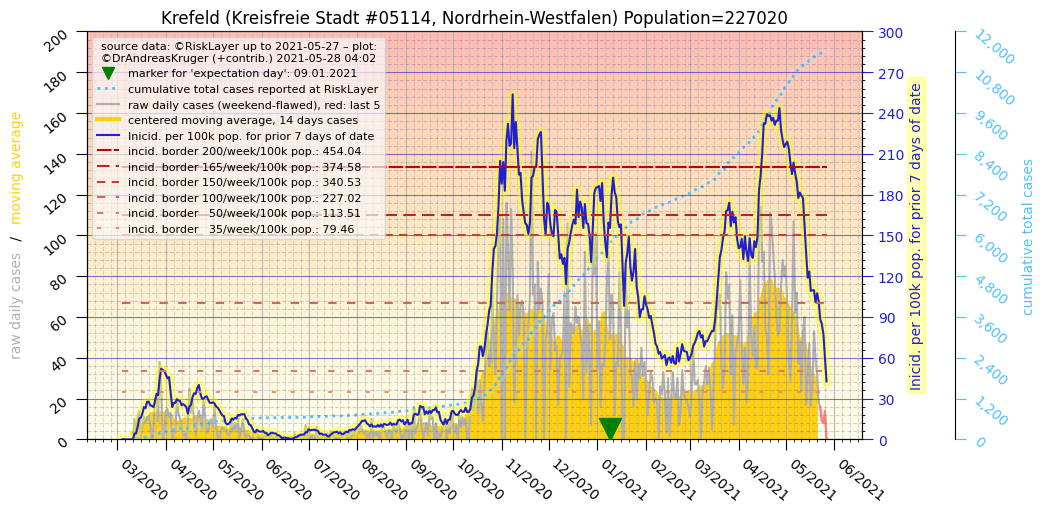 Krefeld (Kreisfreie Stadt #05114, Nordrhein-Westfalen) Population=227020
source data: ©RiskLayer up to 2021-05-27 – plot:
©DrAndreasKruger (+contrib.) 2021-05-28 04:02
marker for 'expectation day': 09.01.2021
cumulative total cases reported at RiskLayer
raw daily cases (weekend-flawed), red: last 5
centered moving average, 14 days cases
Inicid. per 100k pop. for prior 7 days of date
incid. border 200/week/100k pop.: 454.04
incid. border 165/week/100k pop.: 374.58
incid. border 150/week/100k pop.: 340.53
incid. border 100/week/100k pop.: 227.02
incid. border   50/week/100k pop.: 113.51
incid. border   35/week/100k pop.: 79.46
raw daily cases / moving average
200
180
160
140
120
100
80
60
40
20
0
03/2020
04/2020
05/2020
06/2020
07/2020
08/2020
09/2020
10/2020
11/2020
12/2020
01/2021
02/2021
03/2021
04/2021
05/2021
06/2021
300
270
240
210
180
150
120
90
60
30
0
Inicid. per 100k pop. for prior 7 days of date
12,000
10,800
9,600
8,400
7,200
6,000
4,800
3,600
2,400
1,200
0
cumulative total cases